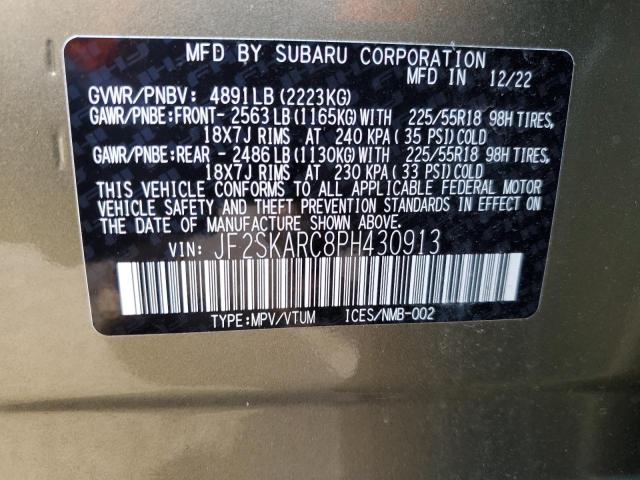 MFD BY SUBARU CORPORATION
MFD IN 12/22
GVWR/PNBV: 4891LB(2223KG)
GAWR/PNBE:FRONT-2563LB(1165KG)WITH 225/55R18 98H TIRES,
18X7J RIMS AT 240 KPA(35 PSI)COLD
GAWR/PNBE:REAR-2486LB(1130KG)WITH 225/55R18 98H TIRES,
18X7J RIMS AT 230 KPA(33 PSI)COLD
THIS VEHICLE CONFORMS TO ALL APPLICABLE FEDERAL MOTOR
VEHICLE SAFETY AND THEFT PREVENTION STANDARDS IN EFFECT ON
THE DATE OF MANUFACTURE SHOWN ABOVE.
VIN: JF2SKARC8PH430913
TYPE:MPV/VTUM ICES/NMB-002